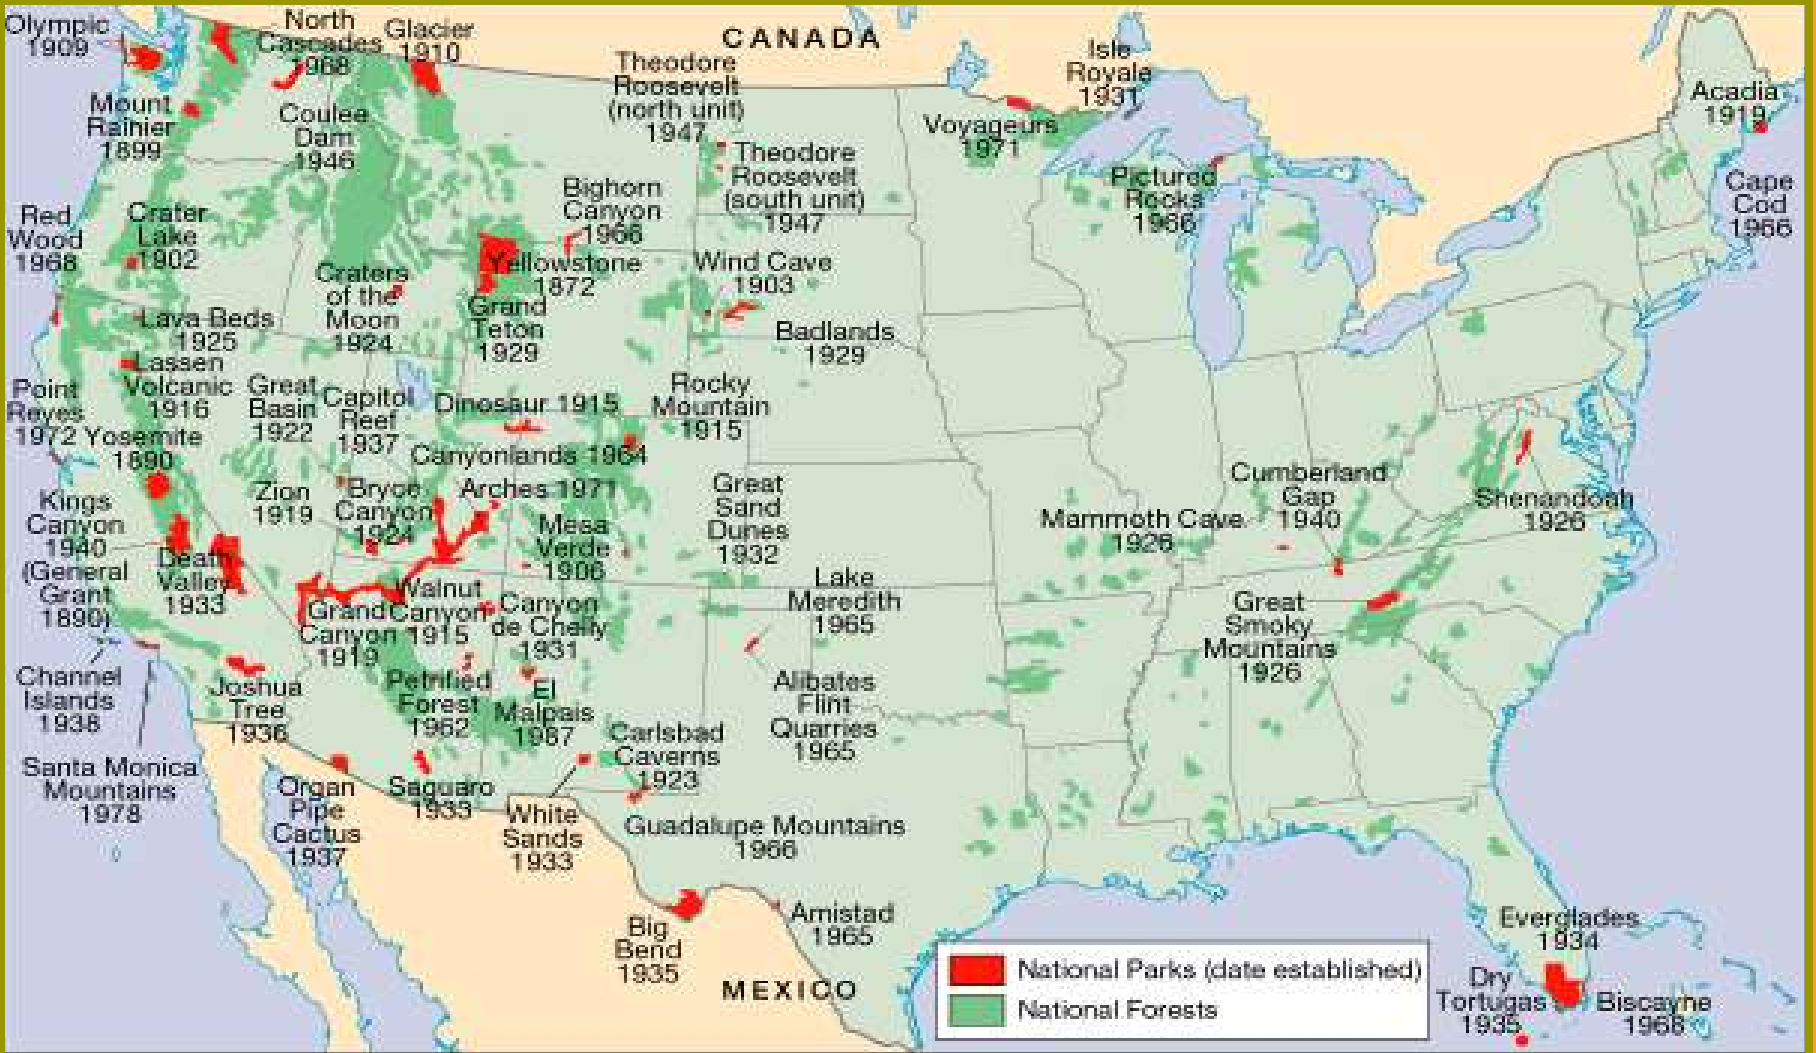 Olympic
1909
North
Cascades
1968
Glacier
1910
CANADA
Theodore
Roosevelt
(north unit)
1947
Isle
Royale
1931
Acadia
1919
Mount
Rainier
1899
Coulee
Dam
1946
Voyageurs
1971
Theodore
Roosevelt
(south unit)
1947
Pictured
Rocks
1966
Cape
Cod
1966
Red
Wood
1968
Crater
Lake
1902
Bighorn
Canyon
1966
Craters
of the
Moon
1924
Yellowstone
1872
Wind Cave
1903
Grand
Teton
1929
Lava Beds
1925
Badlands
1929
Lassen
Volcanic
1916
Point
Reyes
1972
Great
Basin
1922
Capitol
Reef
1937
Dinosaur 1915
Rocky
Mountain
1915
Yosemite
1890
Canyonlands 1964
Kings
Canyon
1940
(General
Grant
1890)
Zion
1919
Bryce
Canyon
1924
Arches 1971
Mesa
Verde
1906
Great
Sand
Dunes
1932
Cumberland
Gap
1940
Shenandoah
1926
Mammoth Cave
1926
Death
Valley
1933
Walnut
Canyon
1915
Grand
Canyon
1919
Canyon
de Chelly
1931
Lake
Meredith
1965
Great
Smoky
Mountains
1926
Channel
Islands
1938
Joshua
Tree
1936
Petrified
Forest
1962
El
Malpais
1987
Alibates
Flint
Quarries
1965
Santa Monica
Mountains
1978
Organ
Pipe
Cactus
1937
Saguaro
1933
White
Sands
1933
Carlsbad
Caverns
1923
Guadalupe Mountains
1966
Big
Bend
1935
Amistad
1965
MEXICO
Everglades
1934
Dry
Tortugas
1935
Biscayne
1968
National Parks (date established)
National Forests